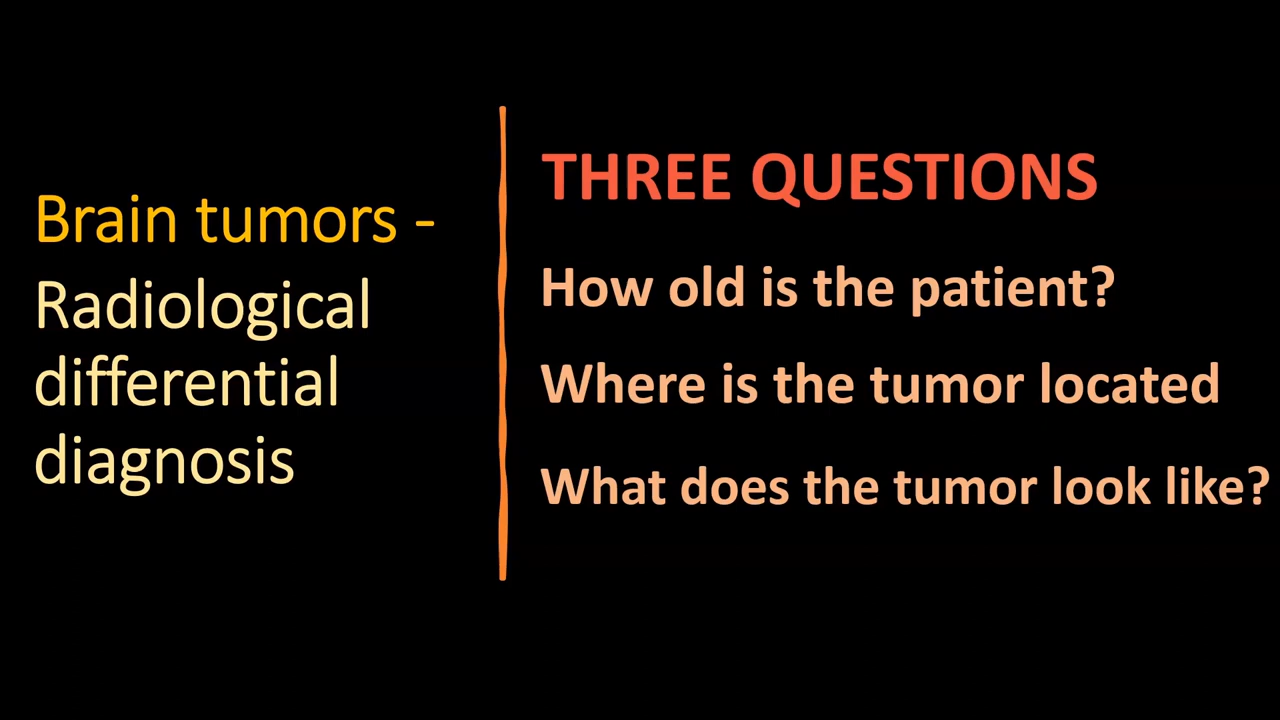 Brain tumors -
Radiological
differential
diagnosis
THREE QUESTIONS
How old is the patient?
Where is the tumor located
What does the tumor look like?